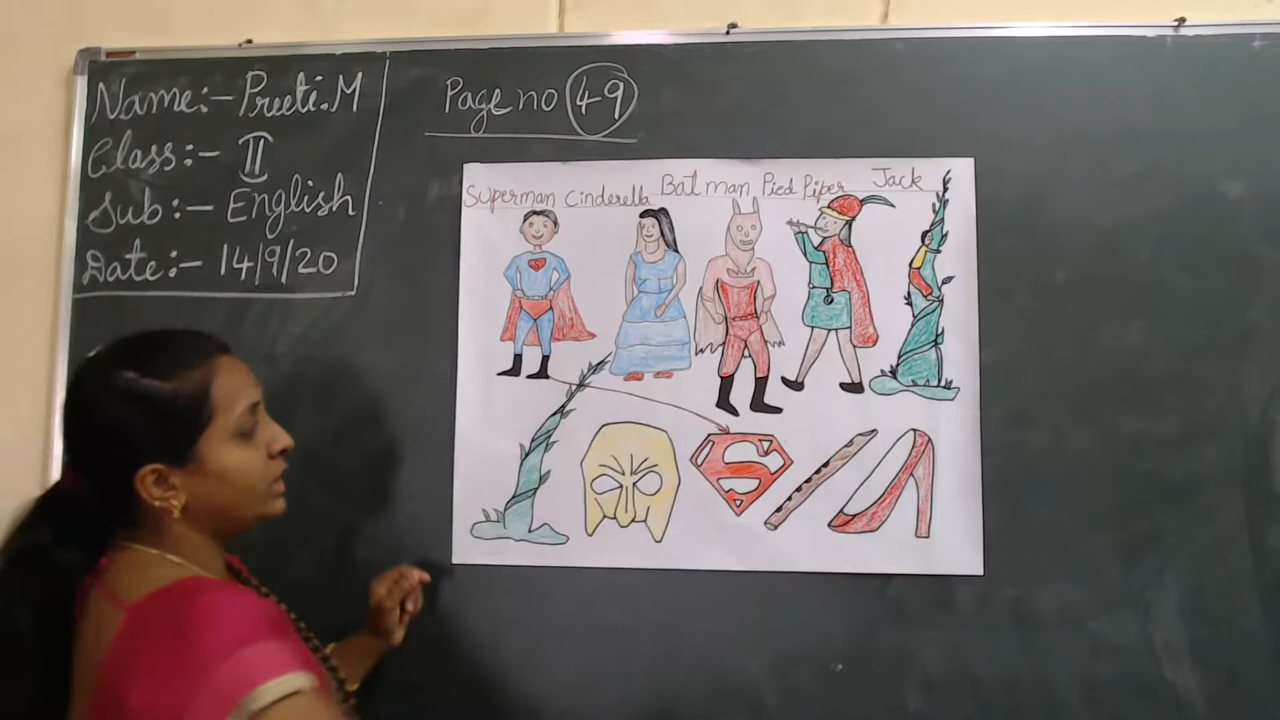 Name:- Preeti.M
Class:- II
Sub:- English
Date:- 14/9/20
Page no 49
Superman Cinderella Batman Pied Piper Jack
S